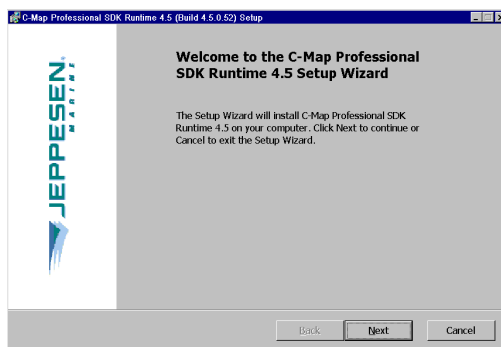 C-Map Professional SDK Runtime 4.5 (Build 4.5.0.52) Setup
JEPPESEN.
MARINE
Welcome to the C-Map Professional
SDK Runtime 4.5 Setup Wizard
The Setup Wizard will install C-Map Professional SDK
Runtime 4.5 on your computer. Click Next to continue or
Cancel to exit the Setup Wizard.
Back
Next
Cancel